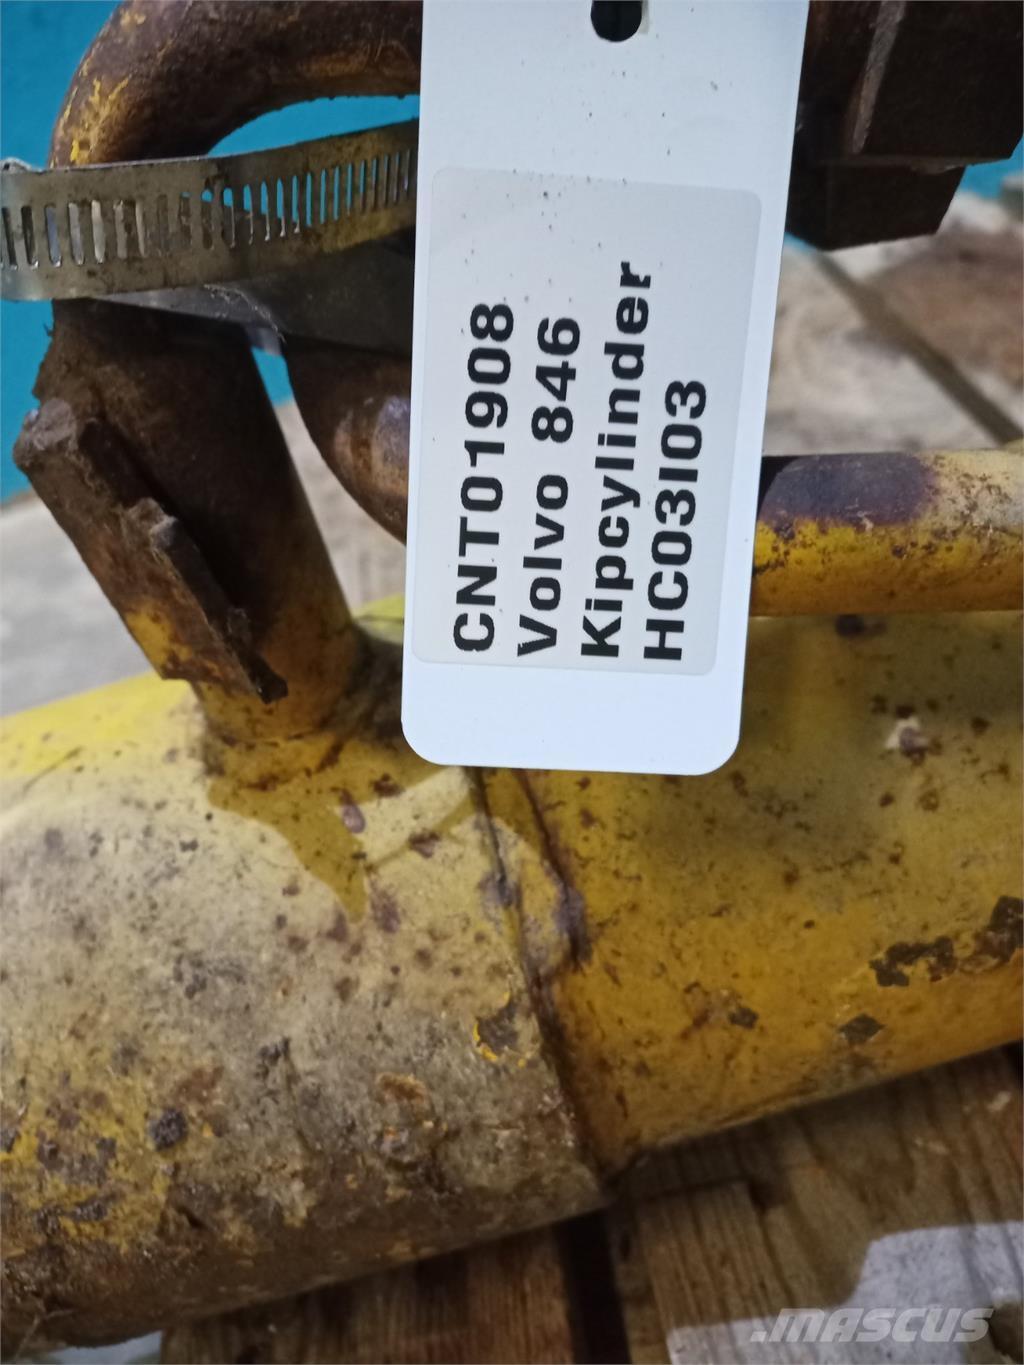 CNT01908
Volvo 846
Kipcylinder
HC03I03
.MASCUS